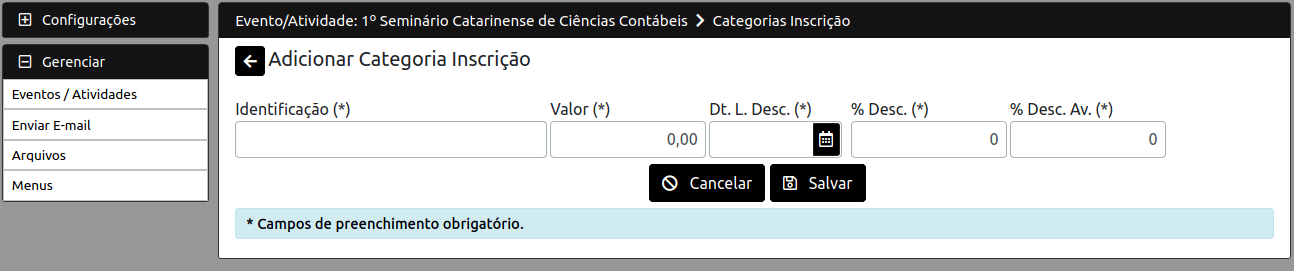 Configurações
Gerenciar
Eventos / Atividades
Enviar E-mail
Arquivos
Menus
Evento/Atividade: 1º Seminário Catarinense de Ciências Contábeis > Categorias Inscrição
Adicionar Categoria Inscrição
Identificação (*) Valor (*) Dt. L. Desc. (*) % Desc. (*) % Desc. Av. (*)
0,00 0 0
Cancelar Salvar
* Campos de preenchimento obrigatório.